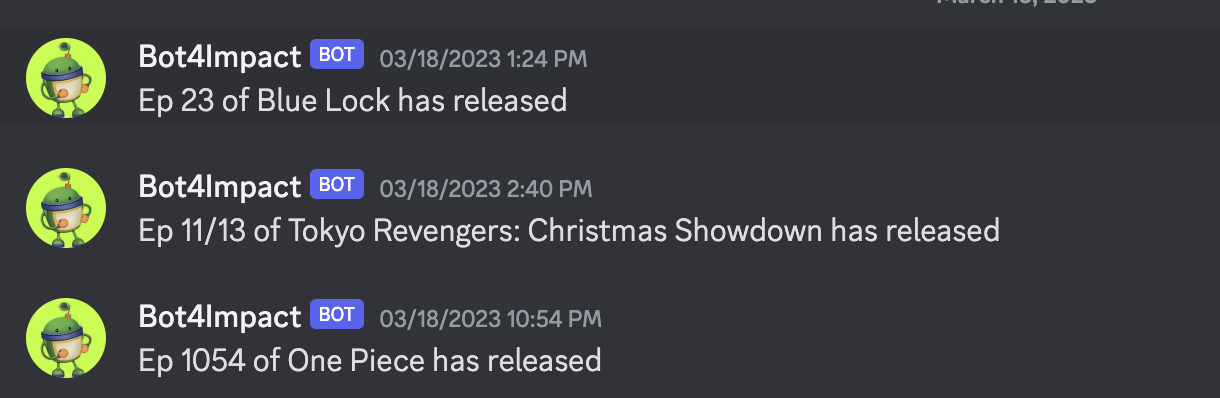 Bot4Impact BOT 03/18/2023 1:24 PM
Ep 23 of Blue Lock has released
Bot4Impact BOT 03/18/2023 2:40 PM
Ep 11/13 of Tokyo Revengers: Christmas Showdown has released
Bot4Impact BOT 03/18/2023 10:54 PM
Ep 1054 of One Piece has released